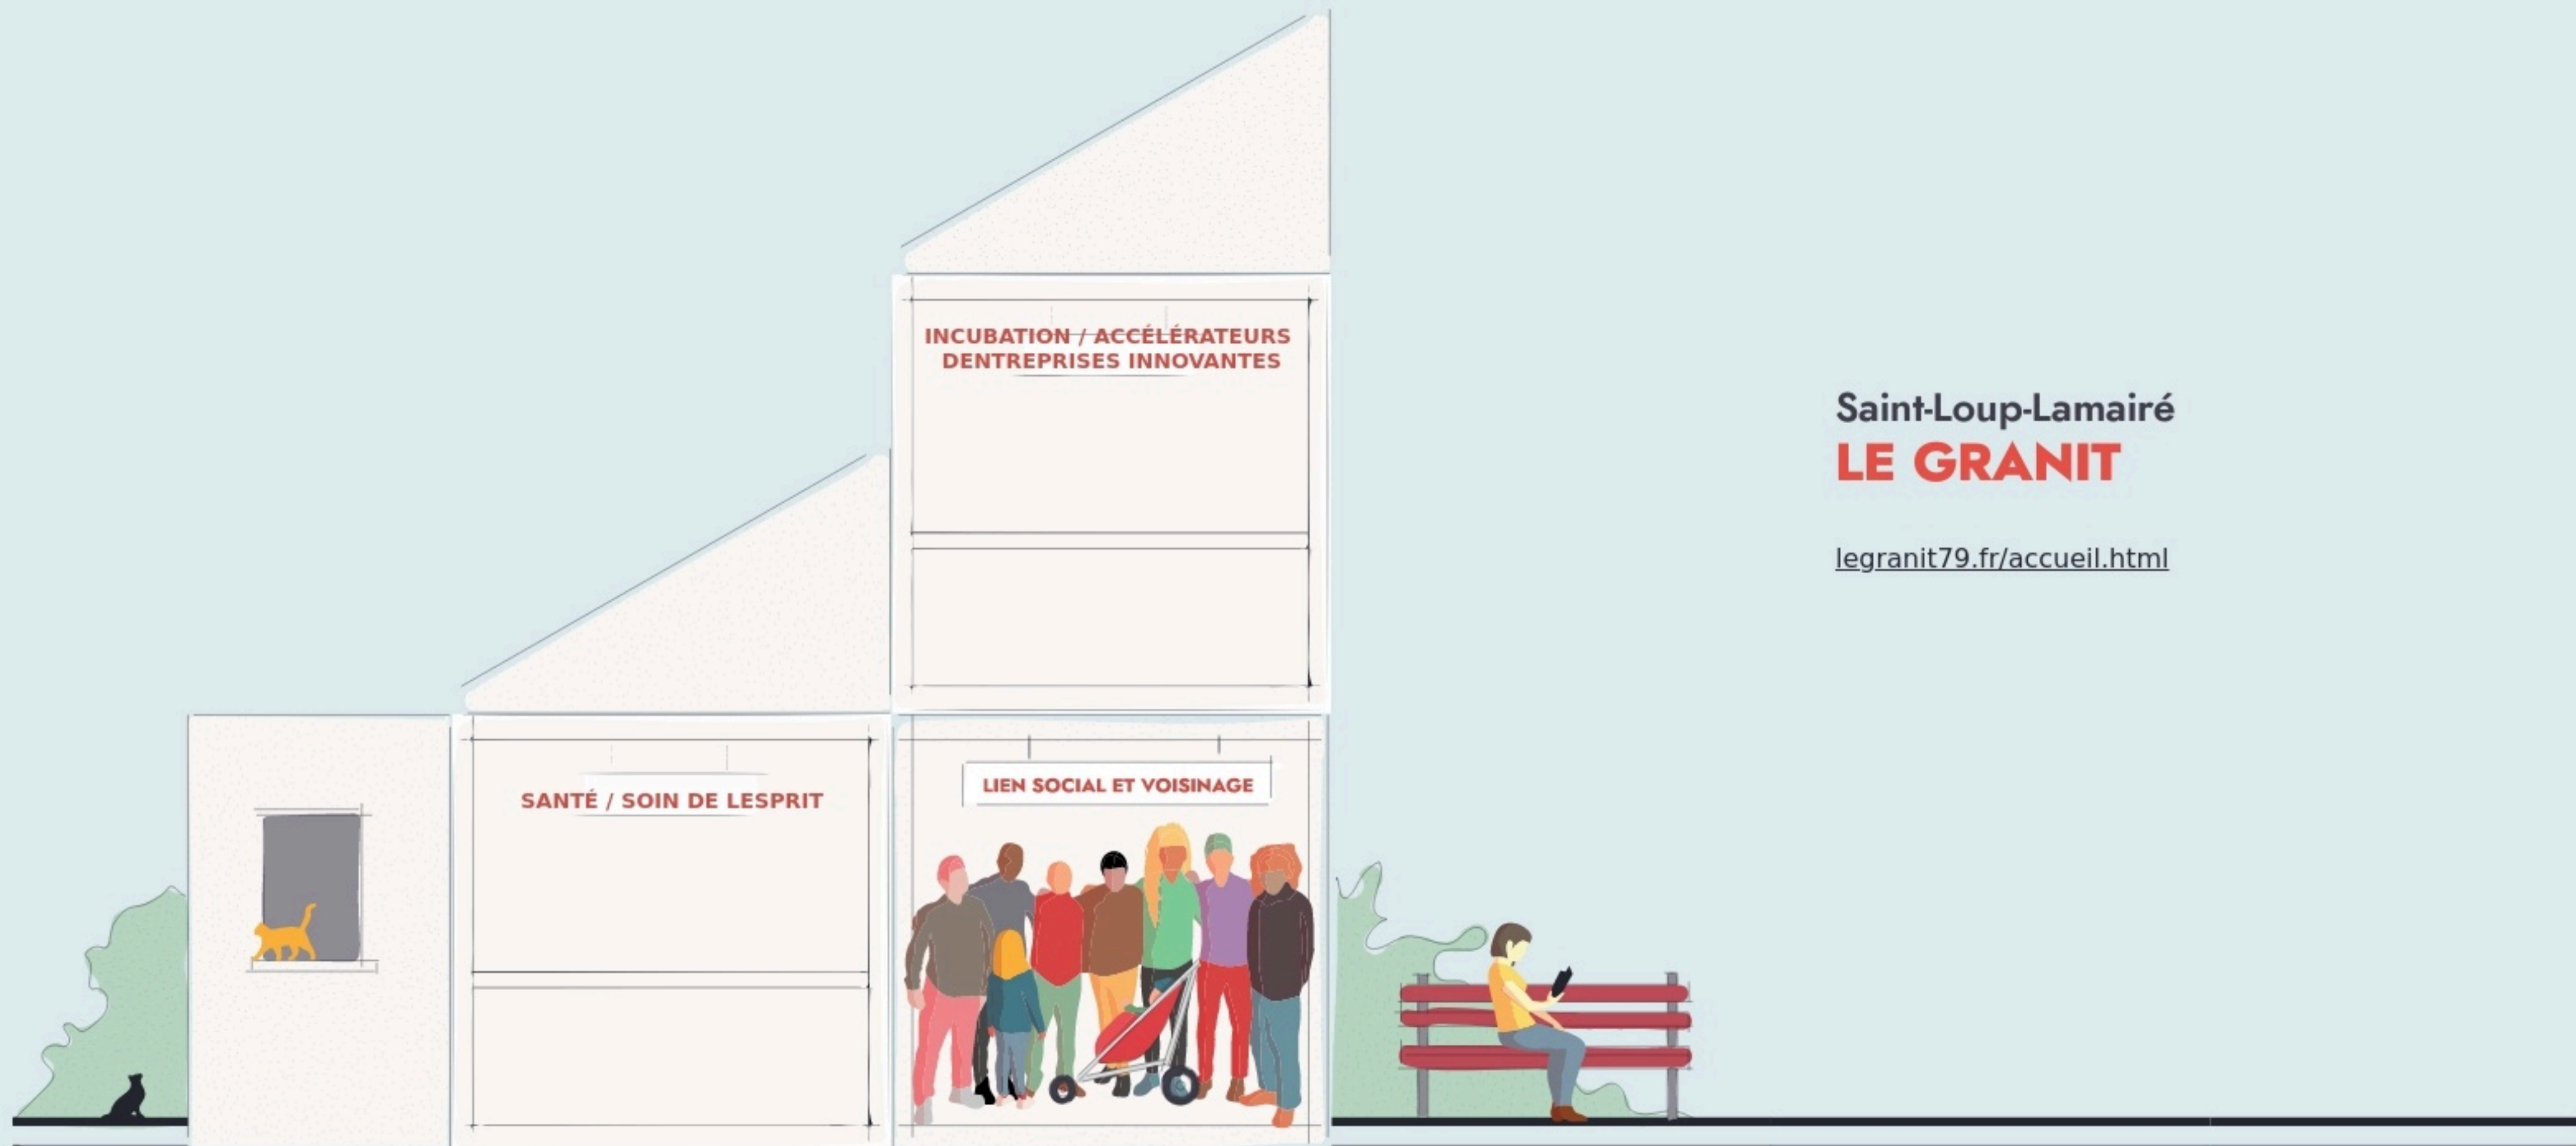 INCUBATION / ACCÉLÉRATEURS
DENTREPRISES INNOVANTES
Saint-Loup-Lamairé
LE GRANIT
legranit79.fr/accueil.html
SANTÉ / SOIN DE LESPRIT
LIEN SOCIAL ET VOISINAGE